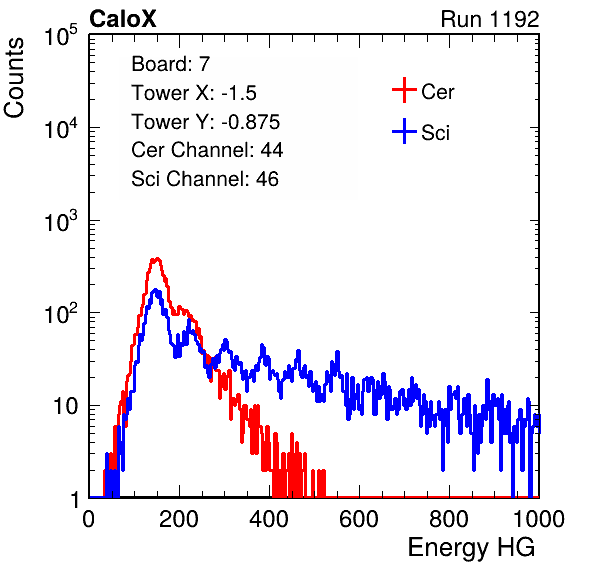 CaloX Run 1192
Counts
10^5
10^4
10^3
10^2
10
1
Board: 7
Tower X: -1.5
Tower Y: -0.875
Cer Channel: 44
Sci Channel: 46
Cer
Sci
0 200 400 600 800 1000
Energy HG